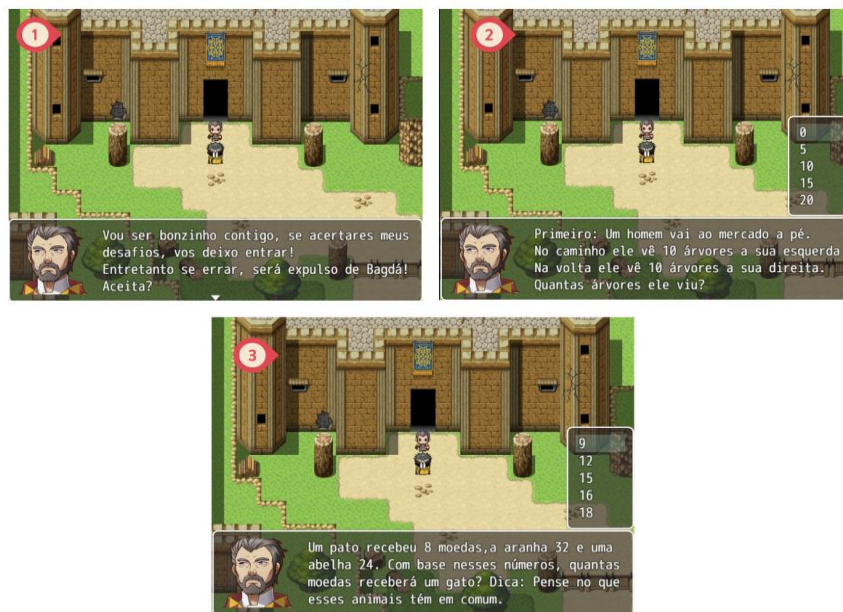 1
Vou ser bonzinho contigo, se acertares meus
desafios, vos deixo entrar!
Entretanto se errar, será expulso de Bagdá!
Aceita?
2
0
5
10
15
20
Primeiro: Um homem vai ao mercado a pé.
No caminho ele vê 10 árvores a sua esquerda
Na volta ele vê 10 árvores a sua direita.
Quantas árvores ele viu?
3
9
12
15
16
18
Um pato recebeu 8 moedas,a aranha 32 e uma
abelha 24. Com base nesses números, quantas
moedas receberá um gato? Dica: Pense no que
esses animais tém em comum.